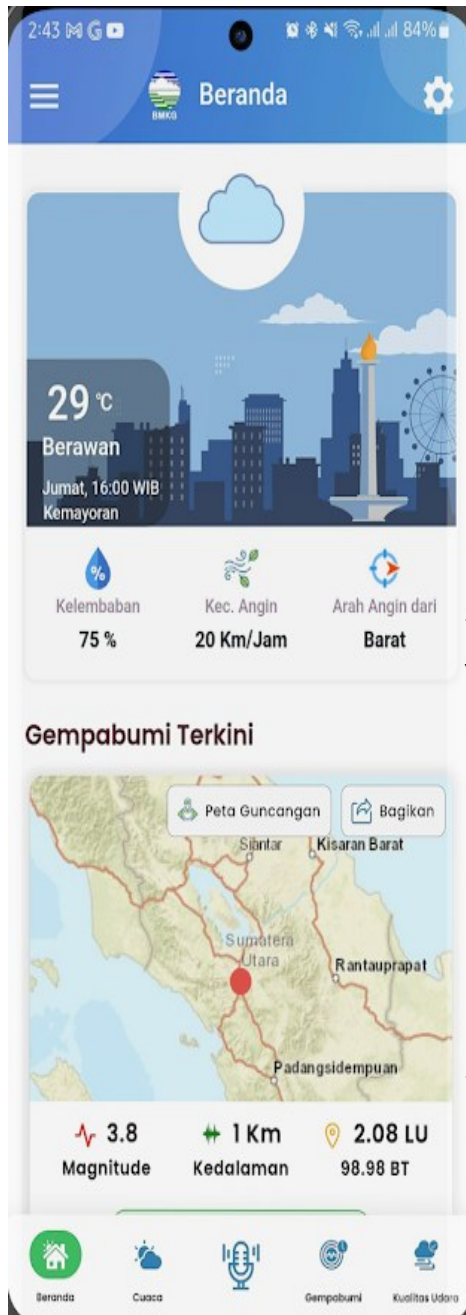 2:43
84%
BMKG
Beranda
29 °C
Berawan
Jumat, 16:00 WIB
Kemayoran
%
Kelembaban
Kec. Angin
Arah Angin dari
75 %
20 Km/Jam
Barat
Gempabumi Terkini
Peta Guncangan
Bagikan
Siantar
Kisaran Barat
Sumatera
Utara
Rantauprapat
Padangsidempuan
3.8
1 Km
2.08 LU
Magnitude
Kedalaman
98.98 BT
Beranda
Cuaca
Gempabumi
Kualitas Udara